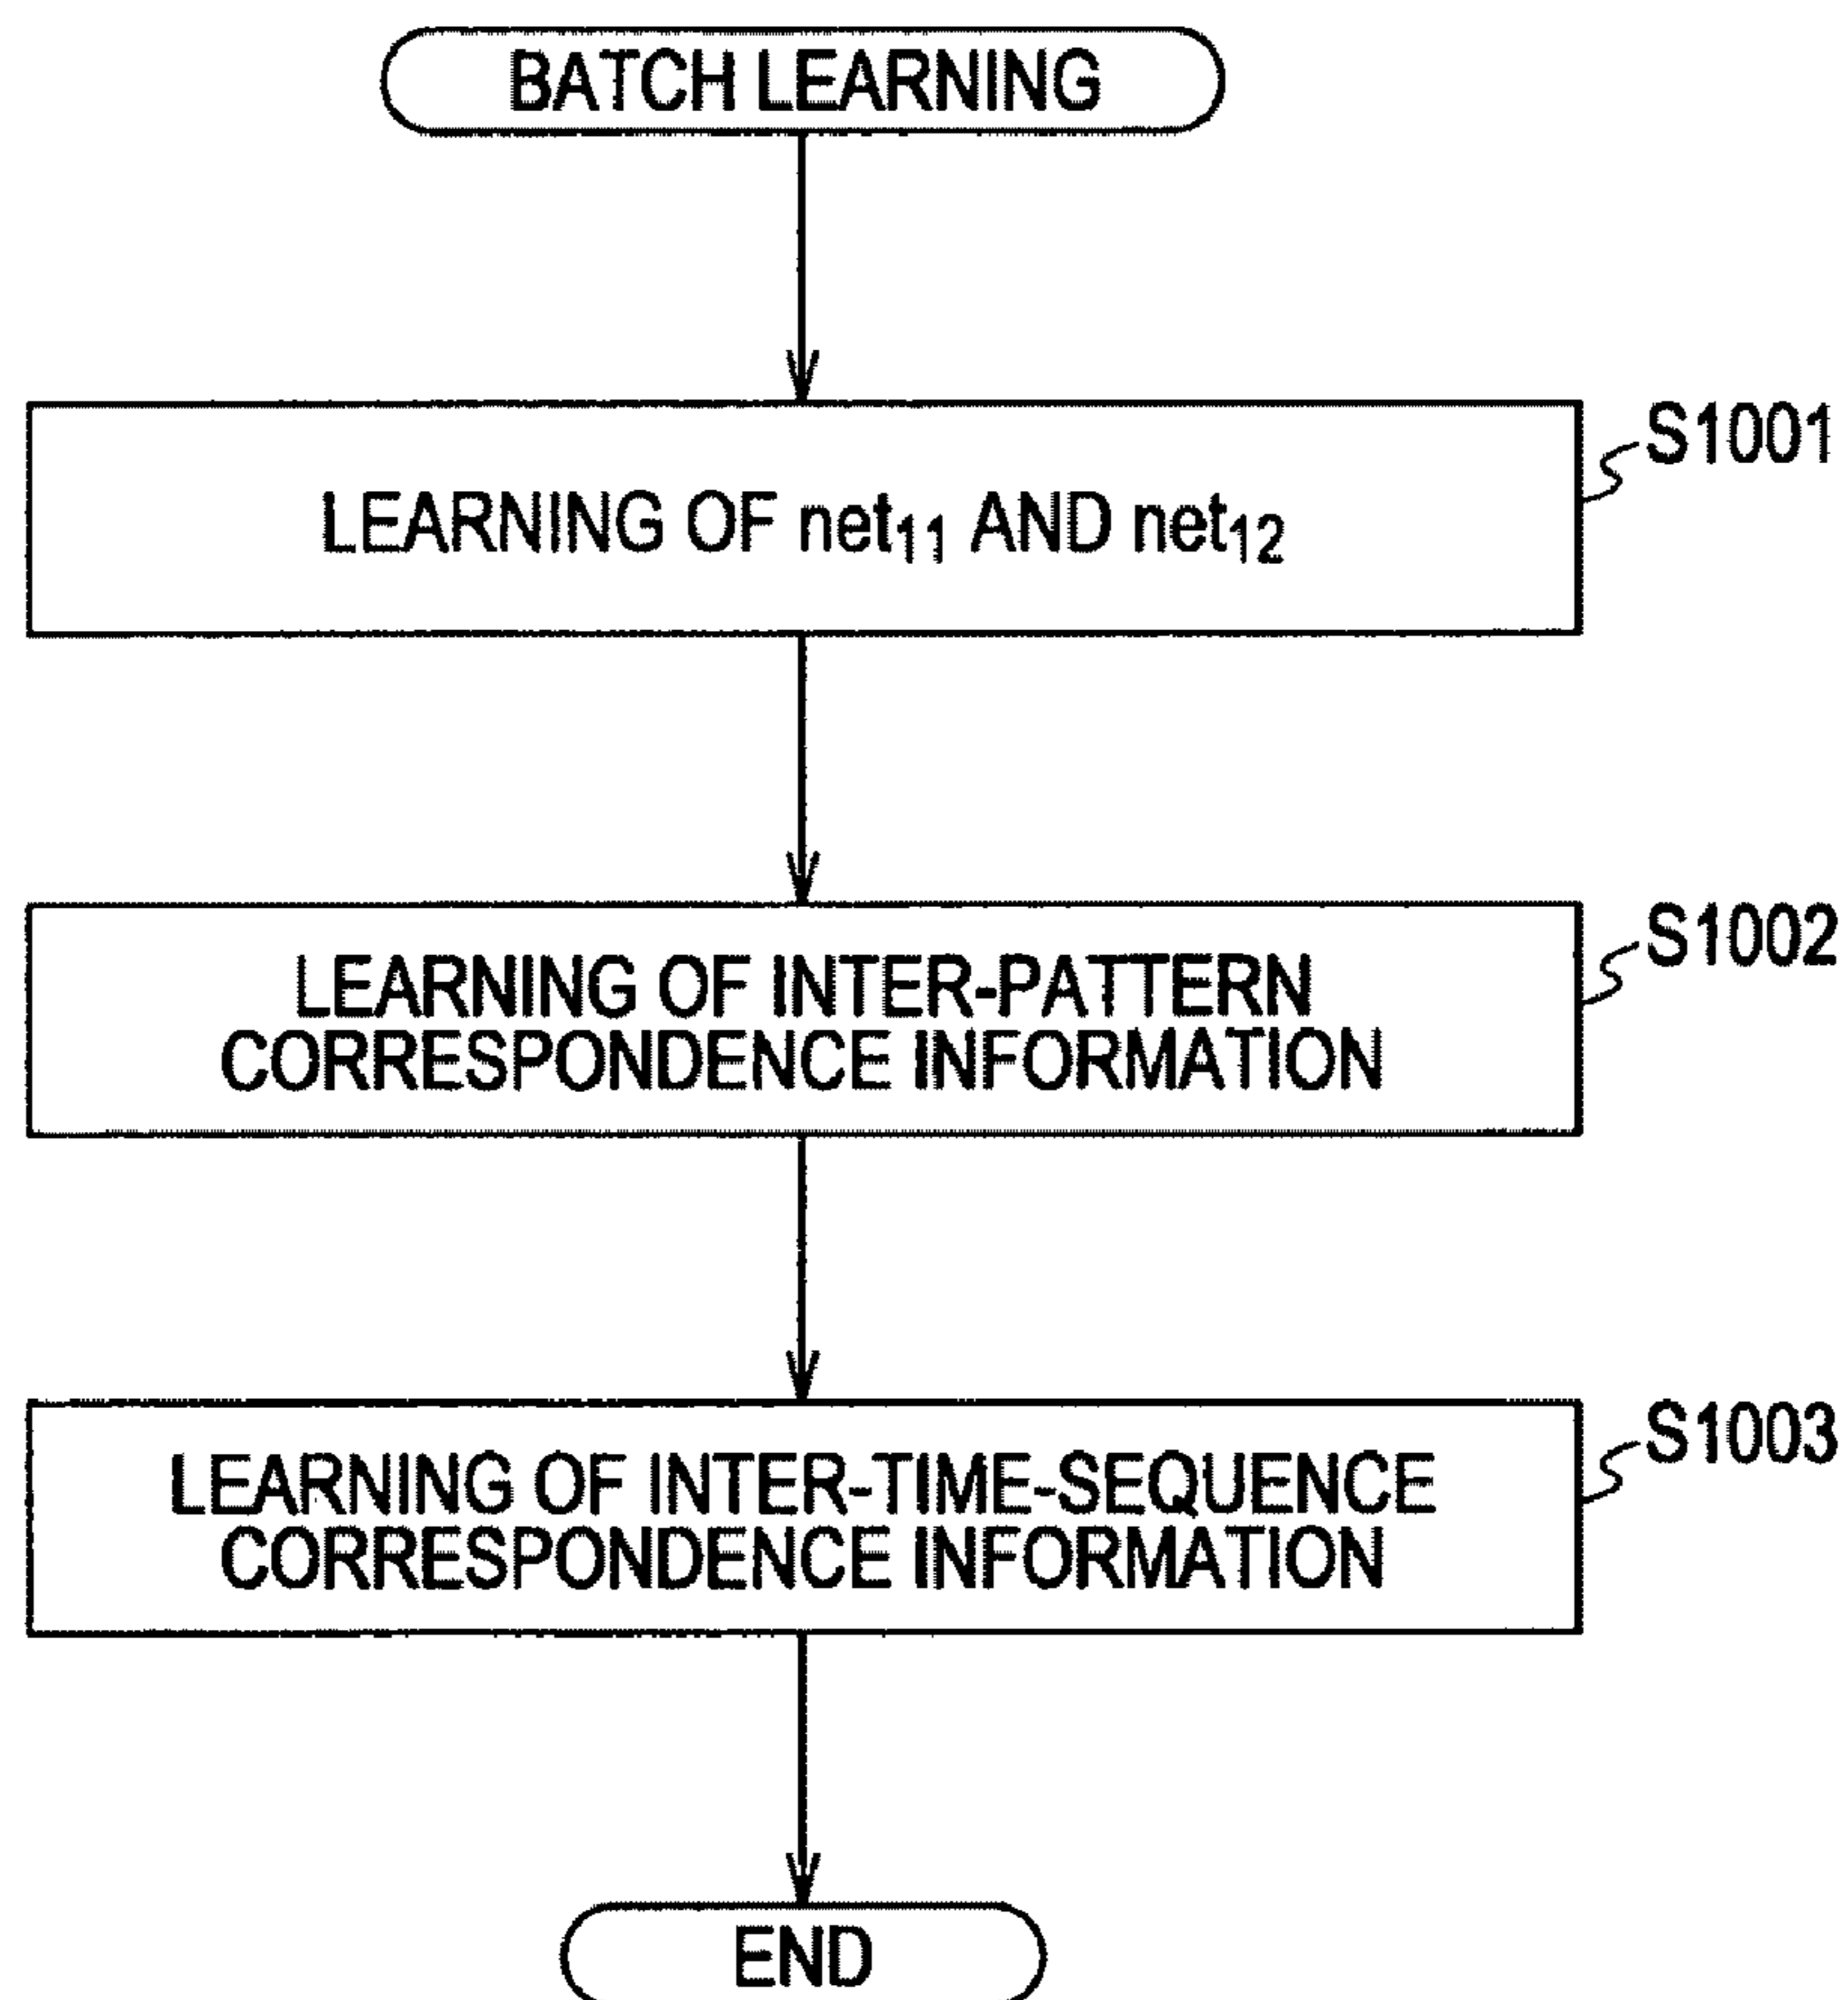 BATCH LEARNING
S1001
LEARNING OF net₁₁ AND net₁₂
S1002
LEARNING OF INTER-PATTERN
CORRESPONDENCE INFORMATION
S1003
LEARNING OF INTER-TIME-SEQUENCE
CORRESPONDENCE INFORMATION
END